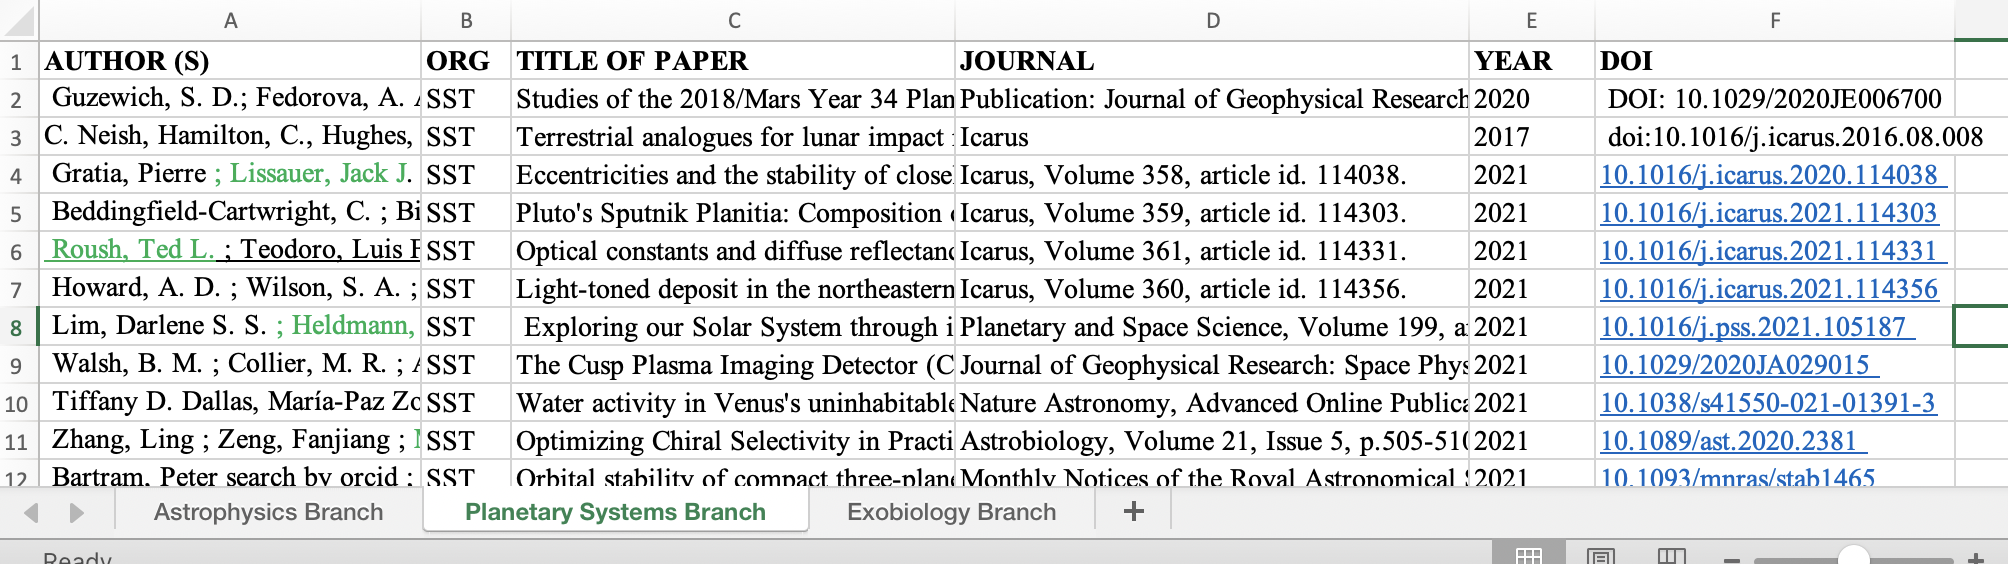 A B C D E F
1 AUTHOR (S) ORG TITLE OF PAPER JOURNAL YEAR DOI
2 Guzewich, S. D.; Fedorova, A. SST Studies of the 2018/Mars Year 34 Plan Publication: Journal of Geophysical Research 2020 DOI: 10.1029/2020JE006700
3 C. Neish, Hamilton, C., Hughes, SST Terrestrial analogues for lunar impact Icarus 2017 doi:10.1016/j.icarus.2016.08.008
4 Gratia, Pierre ; Lissauer, Jack J. SST Eccentricities and the stability of close Icarus, Volume 358, article id. 114038. 2021 10.1016/j.icarus.2020.114038
5 Beddingfield-Cartwright, C. ; Bi SST Pluto's Sputnik Planitia: Composition Icarus, Volume 359, article id. 114303. 2021 10.1016/j.icarus.2021.114303
6 Roush, Ted L. ; Teodoro, Luis F SST Optical constants and diffuse reflectanc Icarus, Volume 361, article id. 114331. 2021 10.1016/j.icarus.2021.114331
7 Howard, A. D. ; Wilson, S. A. ; SST Light-toned deposit in the northeastern Icarus, Volume 360, article id. 114356. 2021 10.1016/j.icarus.2021.114356
8 Lim, Darlene S. S. ; Heldmann, SST Exploring our Solar System through i Planetary and Space Science, Volume 199, a 2021 10.1016/j.pss.2021.105187
9 Walsh, B. M. ; Collier, M. R. ; SST The Cusp Plasma Imaging Detector (C Journal of Geophysical Research: Space Phys 2021 10.1029/2020JA029015
10 Tiffany D. Dallas, María-Paz Zo SST Water activity in Venus's uninhabitable Nature Astronomy, Advanced Online Publica 2021 10.1038/s41550-021-01391-3
11 Zhang, Ling ; Zeng, Fanjiang ; SST Optimizing Chiral Selectivity in Practi Astrobiology, Volume 21, Issue 5, p.505-510 2021 10.1089/ast.2020.2381
12 Bartram, Peter search by orcid ; SST Orbital stability of compact three-plane Monthly Notices of the Royal Astronomical 2021 10.1093/mnras/stab1465
Astrophysics Branch Planetary Systems Branch Exobiology Branch +
Ready